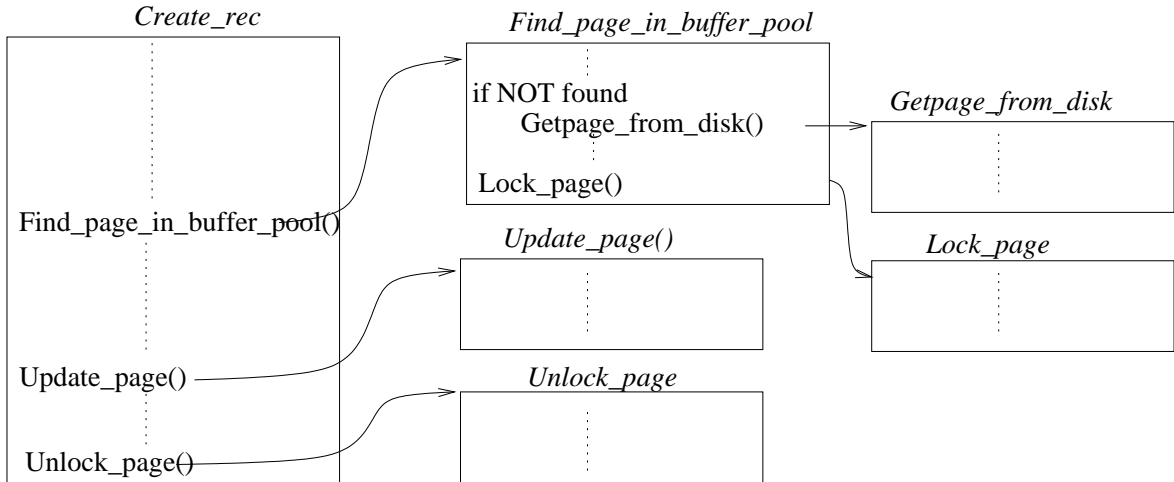 Create_rec
Find_page_in_buffer_pool()
Update_page()
Unlock_page()
Find_page_in_buffer_pool
if NOT found
Getpage_from_disk()
Lock_page()
Update_page()
Unlock_page
Getpage_from_disk
Lock_page